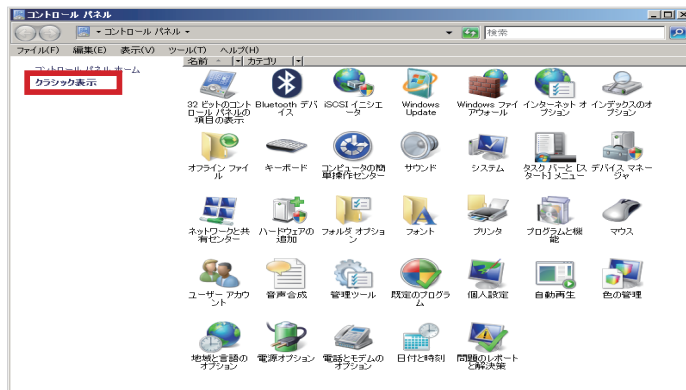 コントロール パネル
▸ コントロール パネル ▸
検索
ファイル(F) 編集(E) 表示(V) ツール(T) ヘルプ(H)
コントロール パネル ホーム
クラシック表示
名前 カテゴリ
32 ビットのコント
ロール パネルの
項目の表示
Bluetooth デバ
イス
iSCSI イニシエ
ータ
Windows
Update
Windows ファイ
アウォール
インターネット オ
プション
インデックスのオ
プション
オフライン ファイ
ル
キーボード
コンピュータの簡
単操作センター
サウンド
システム
タスク バーと [ス
タート] メニュー
デバイス マネー
ジャ
ネットワークと共
有センター
ハードウェアの
追加
フォルダ オプショ
ン
フォント
プリンタ
プログラムと機
能
マウス
ユーザー アカウ
ント
音声合成
管理ツール
既定のプログラ
ム
個人設定
自動再生
色の管理
地域と言語の
オプション
電源オプション
電話とモデムの
オプション
日付と時刻
問題のレポート
と解決策